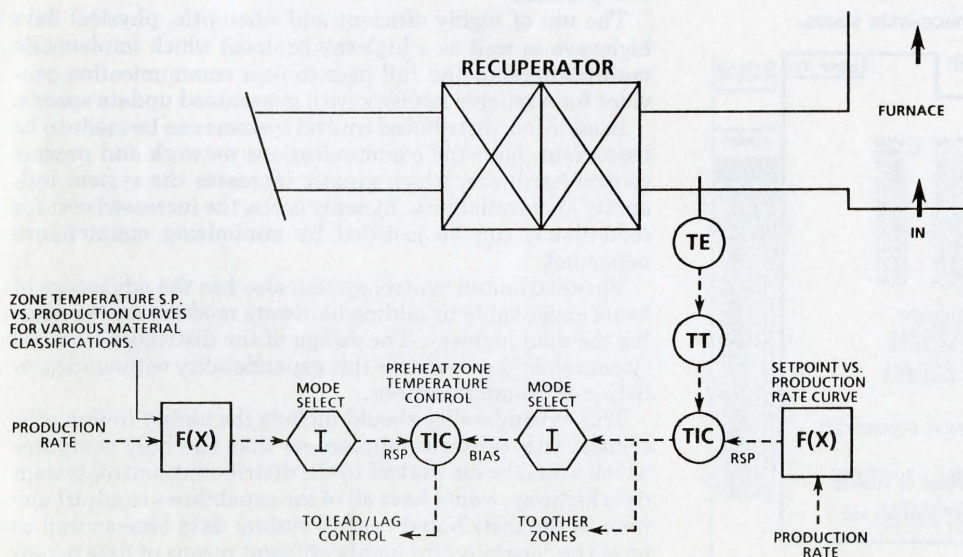 RECUPERATOR
FURNACE
IN
TE
TT
ZONE TEMPERATURE S.P.
VS. PRODUCTION CURVES
FOR VARIOUS MATERIAL
CLASSIFICATIONS.
PRODUCTION
RATE
F(X)
MODE
SELECT
I
RSP
PREHEAT ZONE
TEMPERATURE
CONTROL
TIC
BIAS
MODE
SELECT
I
TIC
RSP
SETPOINT VS.
PRODUCTION
RATE CURVE
F(X)
TO LEAD/LAG
CONTROL
TO OTHER
ZONES
PRODUCTION
RATE